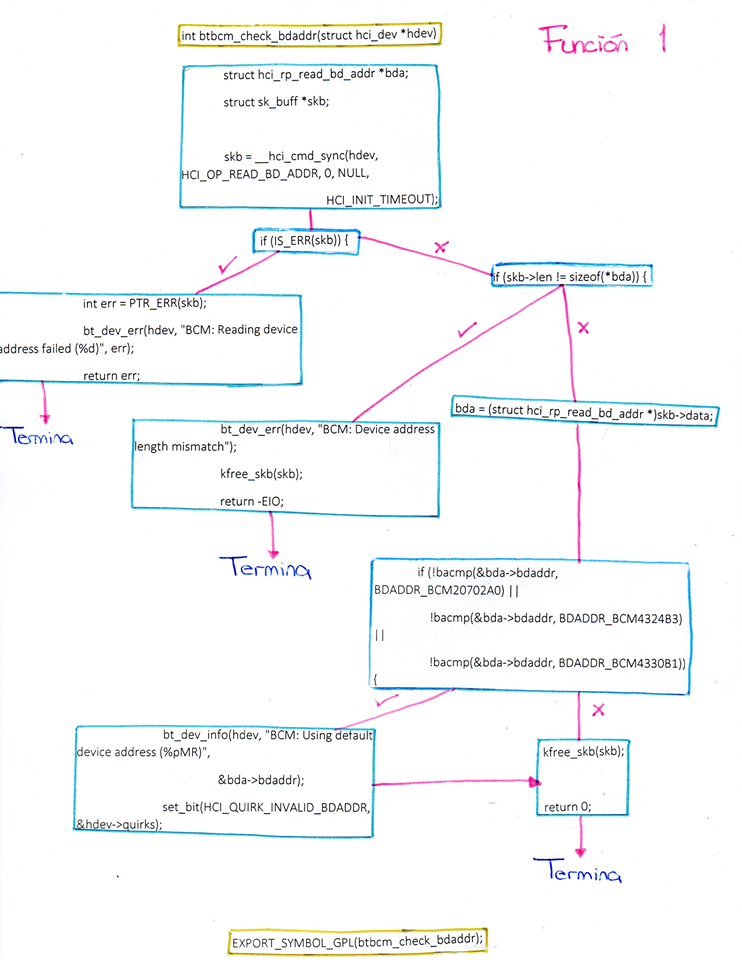 int btbcm_check_bdaddr(struct hci_dev *hdev)
Función 1
struct hci_rp_read_bd_addr *bda;
struct sk_buff *skb;
skb = __hci_cmd_sync(hdev,
HCI_OP_READ_BD_ADDR, 0, NULL,
HCI_INIT_TIMEOUT);
if (IS_ERR(skb)) {
if (skb->len != sizeof(*bda)) {
int err = PTR_ERR(skb);
bt_dev_err(hdev, "BCM: Reading device
address failed (%d)", err);
return err;
Termina
bda = (struct hci_rp_read_bd_addr *)skb->data;
bt_dev_err(hdev, "BCM: Device address
length mismatch");
kfree_skb(skb);
return -EIO;
Termina
if (!bacmp(&bda->bdaddr,
BDADDR_BCM20702A0) ||
!bacmp(&bda->bdaddr, BDADDR_BCM4324B3)
||
!bacmp(&bda->bdaddr, BDADDR_BCM4330B1))
{
bt_dev_info(hdev, "BCM: Using default
device address (%pMR)",
&bda->bdaddr);
set_bit(HCI_QUIRK_INVALID_BDADDR,
&hdev->quirks);
kfree_skb(skb);
return 0;
Termina
EXPORT_SYMBOL_GPL(btbcm_check_bdaddr);